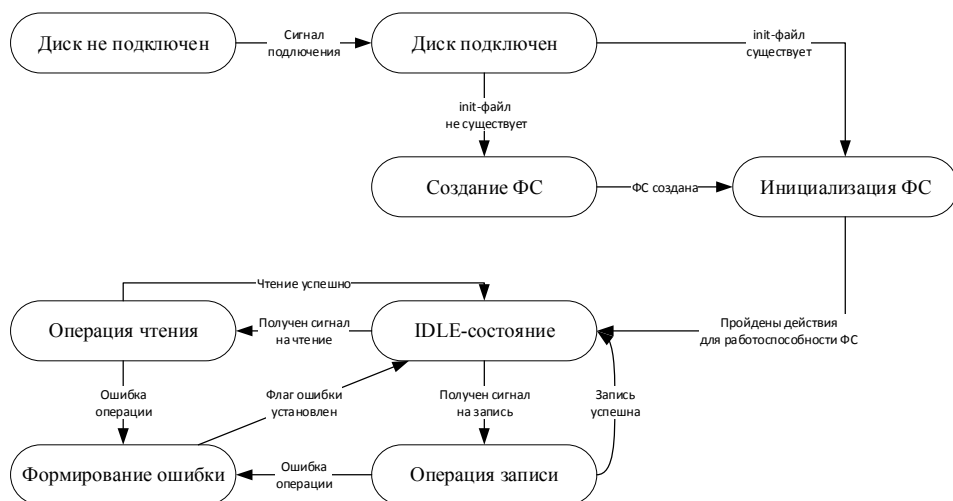 Диск не подключен
Сигнал
подключения
Диск подключен
init-файл
существует
init-файл
не существует
Создание ФС
ФС создана
Инициализация ФС
Чтение успешно
Операция чтения
Получен сигнал
на чтение
IDLE-состояние
Пройдены действия
для работоспособности ФС
Ошибка
операции
Флаг ошибки
установлен
Получен сигнал
на запись
Запись
успешна
Формирование ошибки
Ошибка
операции
Операция записи